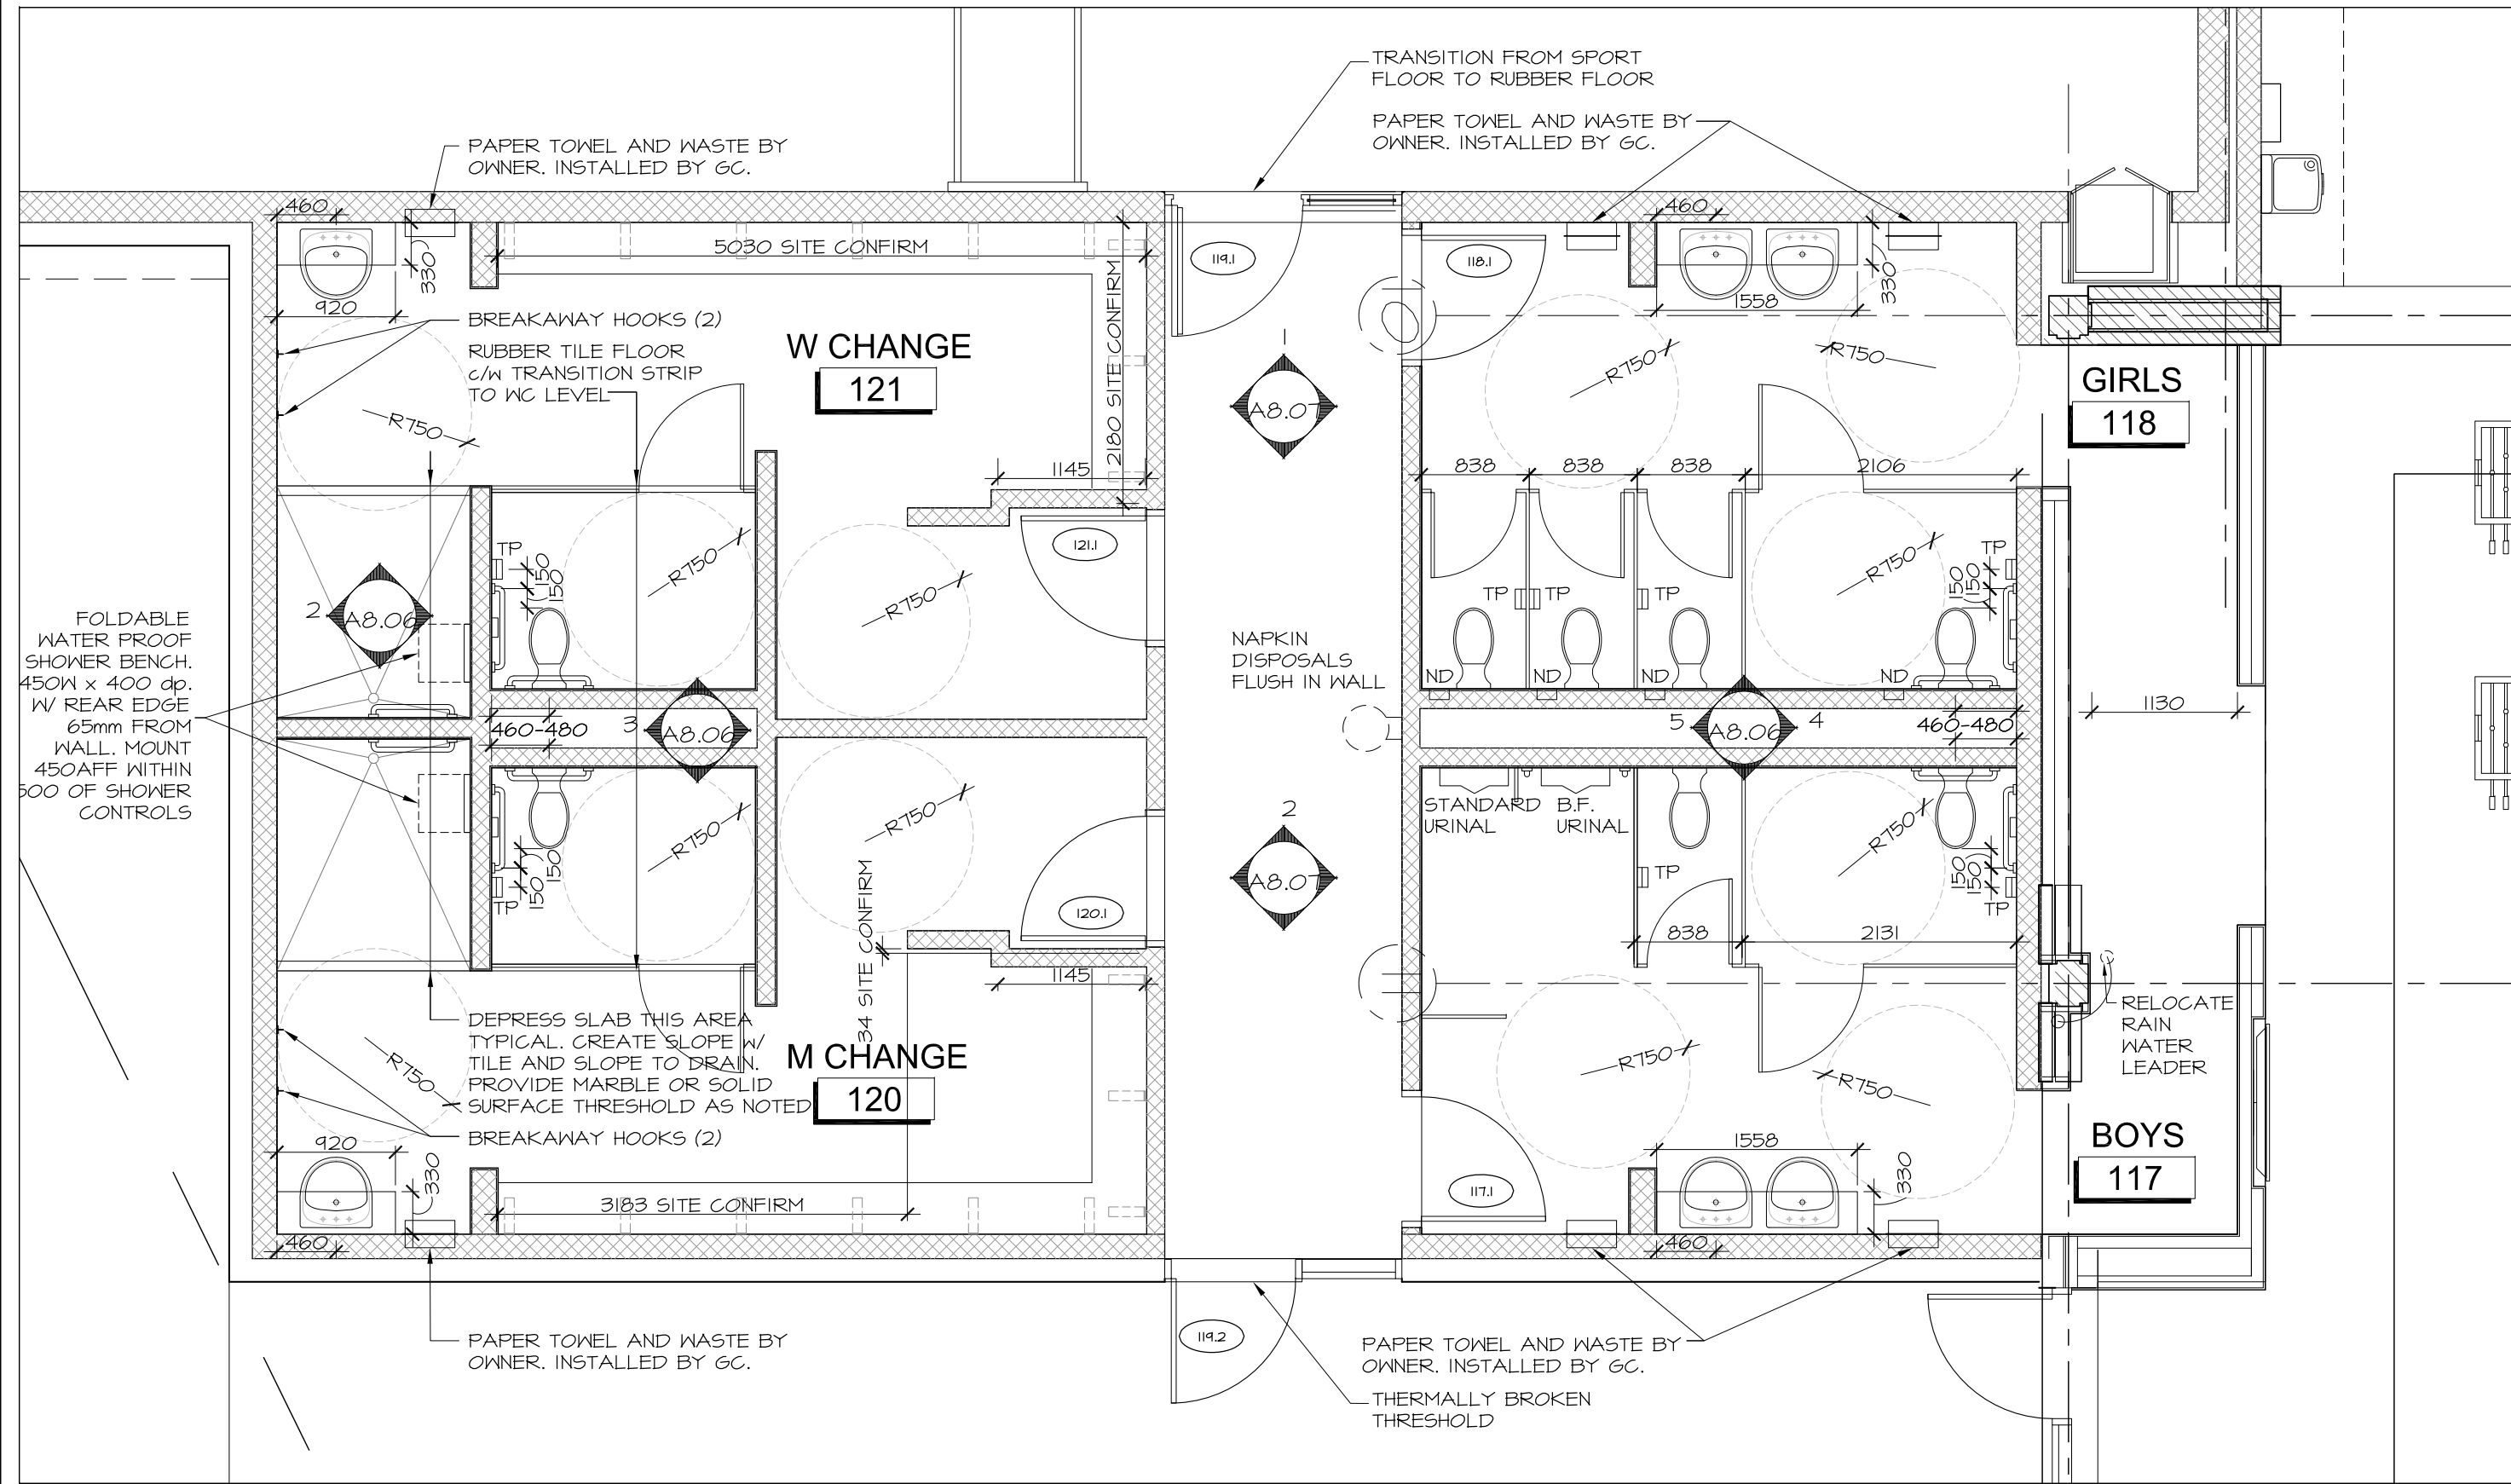 TRANSITION FROM SPORT
FLOOR TO RUBBER FLOOR
PAPER TOWEL AND WASTE BY
OWNER. INSTALLED BY GC.
PAPER TOWEL AND WASTE BY
OWNER. INSTALLED BY GC.
460
330
920
5030 SITE CONFIRM
2180 SITE CONFIRM
BREAKAWAY HOOKS (2)
RUBBER TILE FLOOR
c/w TRANSITION STRIP
TO WC LEVEL
W CHANGE
121
R750
1145
119.1
118.1
460
330
1558
R750
R750
1
A8.07
GIRLS
118
838
838
838
2106
121.1
TP
150
150
R750
R750
2
A8.06
FOLDABLE
WATER PROOF
SHOWER BENCH.
450W x 400 dp.
W/ REAR EDGE
65mm FROM
WALL. MOUNT
450AFF WITHIN
500 OF SHOWER
CONTROLS
NAPKIN
DISPOSALS
FLUSH IN WALL
TP
TP
TP
R750
TP
150
150
ND
ND
ND
ND
1130
460-480
3
A8.06
5
A8.06
4
460-480
STANDARD
URINAL
B.F.
URINAL
R750
R750
150
150
TP
TP
R750
150
150
TP
2
A8.07
34 SITE CONFIRM
120.1
838
2131
1145
DEPRESS SLAB THIS AREA
TYPICAL. CREATE SLOPE W/
TILE AND SLOPE TO DRAIN.
PROVIDE MARBLE OR SOLID
SURFACE THRESHOLD AS NOTED
R750
BREAKAWAY HOOKS (2)
M CHANGE
120
R750
R750
RELOCATE
RAIN
WATER
LEADER
BOYS
117
920
330
460
3183 SITE CONFIRM
117.1
1558
330
460
119.2
PAPER TOWEL AND WASTE BY
OWNER. INSTALLED BY GC.
PAPER TOWEL AND WASTE BY
OWNER. INSTALLED BY GC.
THERMALLY BROKEN
THRESHOLD